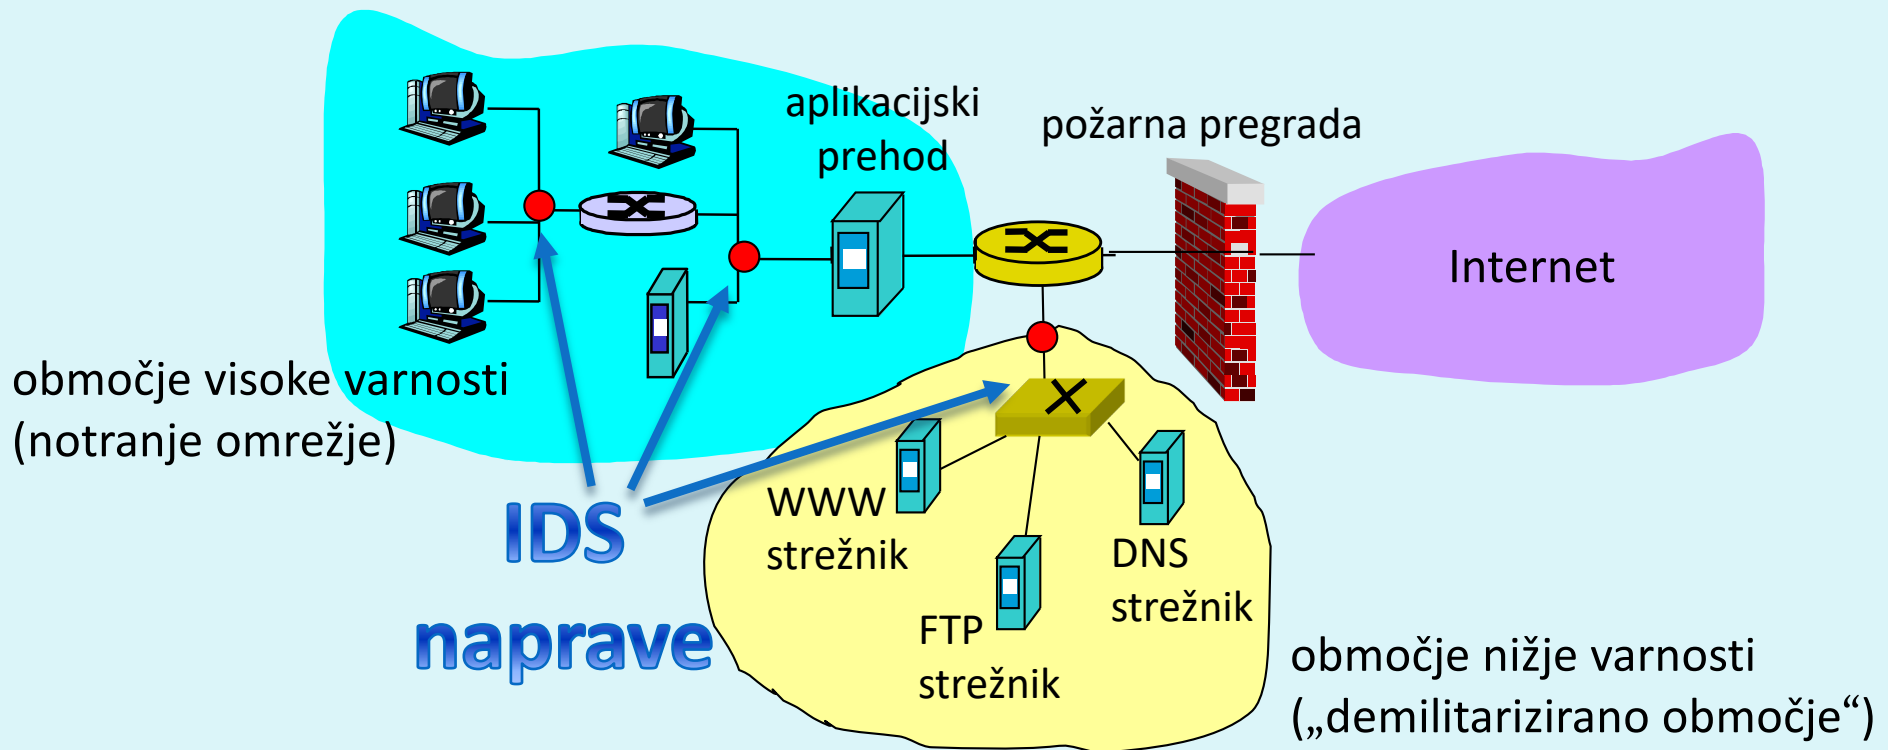 aplikacijski
prehod
požarna pregrada
Internet
območje visoke varnosti
(notranje omrežje)
IDS
naprave
WWW
strežnik
FTP
strežnik
DNS
strežnik
območje nižje varnosti
(„demilitarizirano območje“)